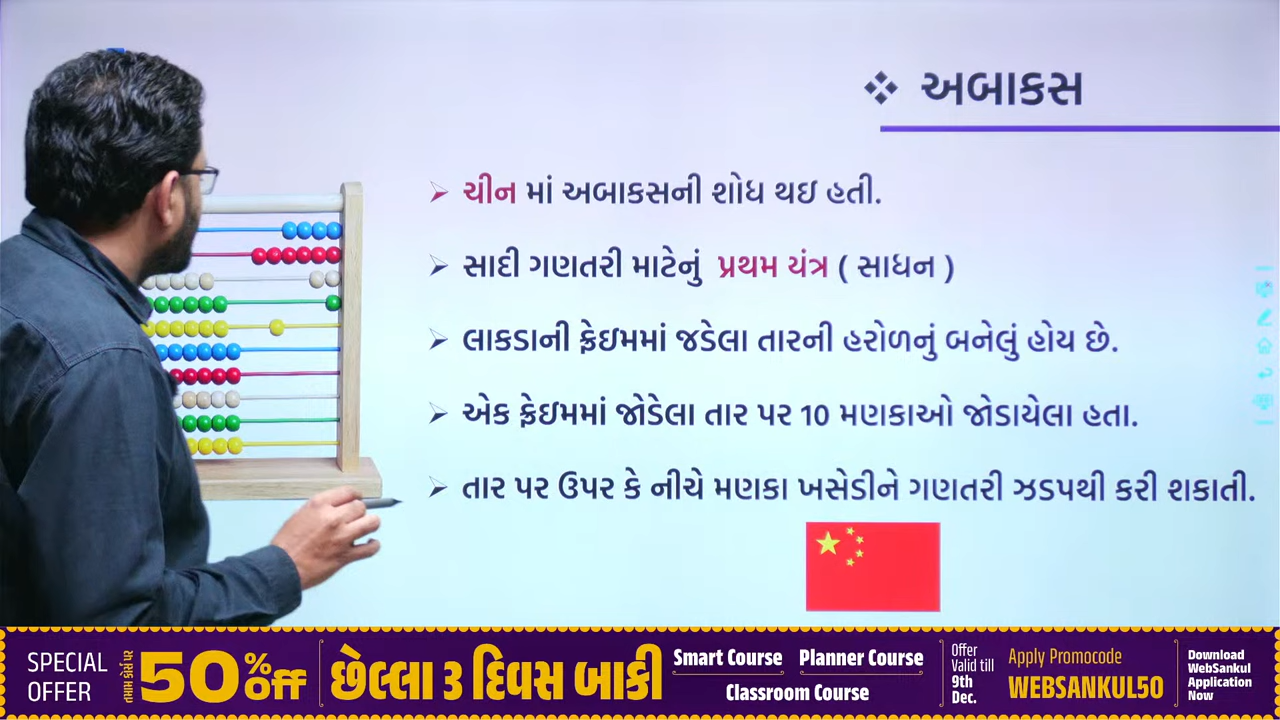 ❖ અબાકસ
➢ ચીન માં અબાકસની શોધ થઇ હતી.
➢ સાદી ગણતરી માટેનું પ્રથમ યંત્ર ( સાધન )
➢ લાકડાની ફ્રેઇમમાં જડેલા તારની હરોળનું બનેલું હોય છે.
➢ એક ફ્રેઇમમાં જોડેલા તાર પર 10 મણકાઓ જોડાયેલા હતા.
➢ તાર પર ઉપર કે નીચે મણકા ખસેડીને ગણતરી ઝડપથી કરી શકાતી.
SPECIAL
OFFER
તમામ કોર્સ પર
50% off
છેલ્લા 3 દિવસ બાકી
Smart Course Planner Course
Classroom Course
Offer
Valid till
9th
Dec.
Apply Promocode
WEBSANKUL50
Download
WebSankul
Application
Now